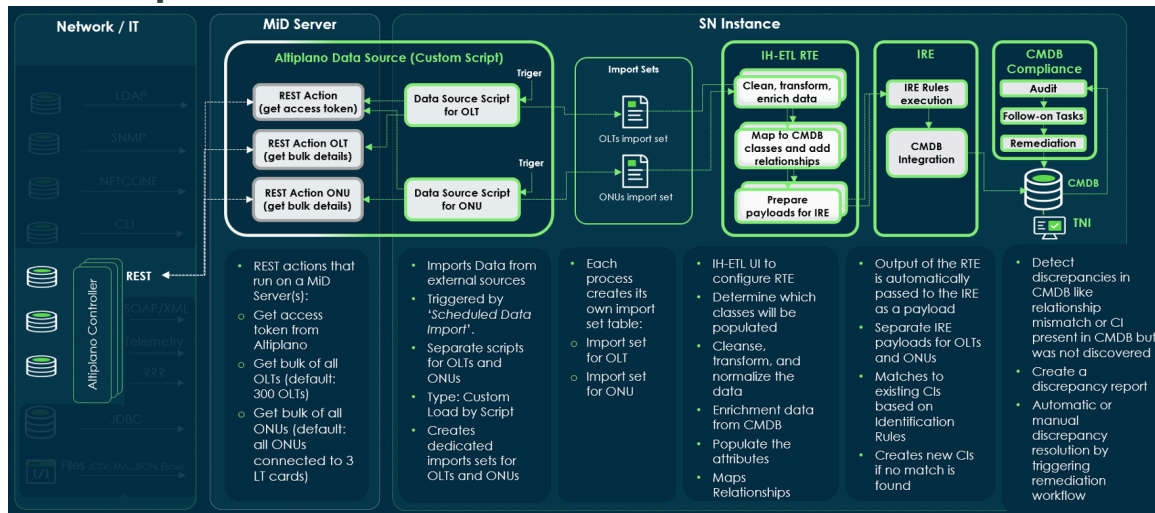 Network / IT
MiD Server
SN Instance
LDAP
SNMP
NETCONF
CLI
REST
SOAP/XML
Telemetry
???
JDBC
Files (CSV, XML, JSON, Excel)
Altiplano Controller
Altiplano Data Source (Custom Script)
REST Action
(get access token)
REST Action OLT
(get bulk details)
REST Action ONU
(get bulk details)
Triger
Data Source Script
for OLT
Triger
Data Source Script
for ONU
Import Sets
OLTs import set
ONUs import set
IH-ETL RTE
Clean, transform,
enrich data
Map to CMDB
classes and add
relationships
Prepare
payloads for IRE
IRE
IRE Rules
execution
CMDB
Integration
CMDB
Compliance
Audit
Follow-on Tasks
Remediation
CMDB
TNI
• REST actions that
run on a MiD
Server(s):
o Get access
token from
Altiplano
o Get bulk of all
OLTs (default:
300 OLTs)
o Get bulk of all
ONUs (default:
all ONUs
connected to 3
LT cards)
• Imports Data from
external sources
• Triggered by
‘Scheduled Data
Import’.
• Separate scripts
for OLTs and
ONUs
• Type: Custom
Load by Script
• Creates
dedicated
imports sets for
OLTs and ONUs
• Each
process
creates its
own import
set table:
o Import set
for OLT
o Import set
for ONU
• IH-ETL UI to
configure RTE
• Determine which
classes will be
populated
• Cleanse,
transform, and
normalize the
data
• Enrichment data
from CMDB
• Populate the
attributes
• Maps
Relationships
• Output of the RTE
is automatically
passed to the IRE
as a payload
• Separate IRE
payloads for OLTs
and ONUs
• Matches to
existing CIs
based on
Identification
Rules
• Creates new CIs
if no match is
found
• Detect
discrepancies in
CMDB like
relationship
mismatch or CI
present in CMDB but
was not discovered
• Create a
discrepancy report
• Automatic or
manual
discrepancy
resolution by
triggering
remediation
workflow